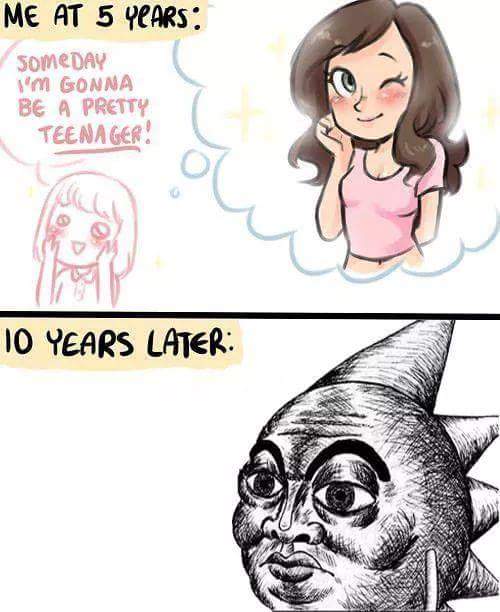 ME AT 5 YEARS:
SOMEDAY
I'M GONNA
BE A PRETTY
TEENAGER!
10 YEARS LATER: